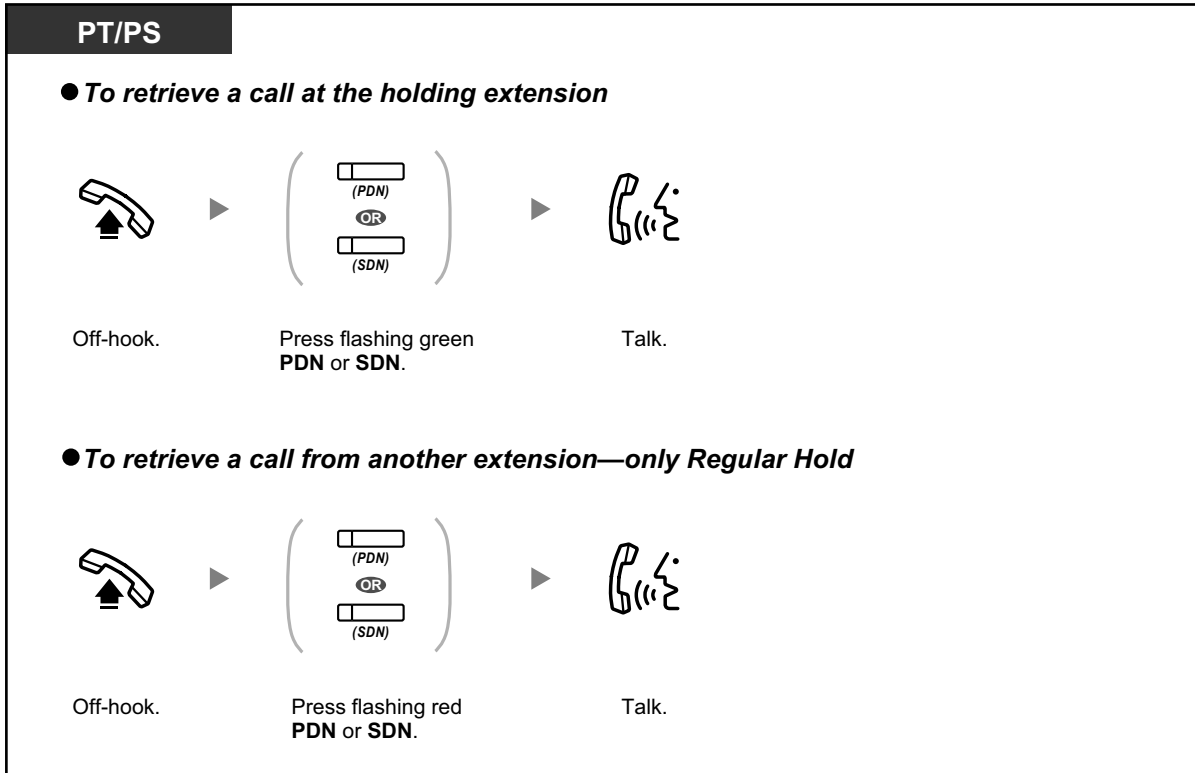 PT/PS
● To retrieve a call at the holding extension
(PDN)
OR
(SDN)
Off-hook.
Press flashing green
PDN or SDN.
Talk.
● To retrieve a call from another extension—only Regular Hold
(PDN)
OR
(SDN)
Off-hook.
Press flashing red
PDN or SDN.
Talk.